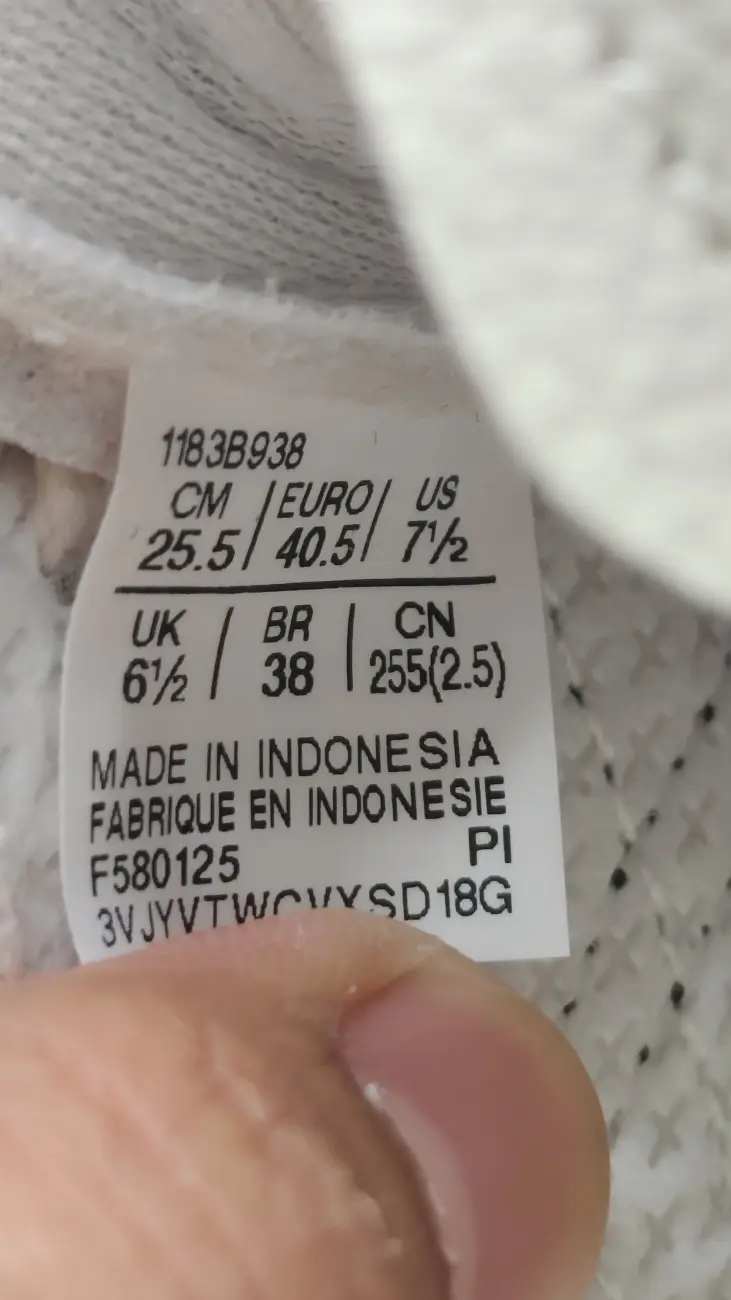 1183B938
CM / EURO / US
25.5 / 40.5 / 7½
UK / BR | CN
6½ / 38 | 255(2.5)
MADE IN INDONESIA
FABRIQUE EN INDONESIE
PI
F580125